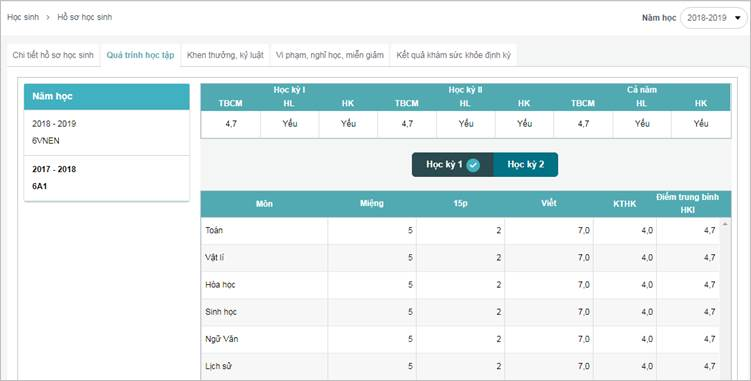 Học sinh > Hồ sơ học sinh
Năm học 2018-2019
Chi tiết hồ sơ học sinh Quá trình học tập Khen thưởng, kỷ luật Vi phạm, nghỉ học, miễn giảm Kết quả khám sức khỏe định kỳ
Năm học
2018 - 2019
6VNEN
2017 - 2018
6A1
Học kỳ I Học kỳ II Cả năm
TBCM HL HK TBCM HL HK TBCM HL HK
4,7 Yếu Yếu 4,7 Yếu Yếu 4,7 Yếu Yếu
Học kỳ 1 Học kỳ 2
Môn Miệng 15p Viết KTHK Điểm trung bình HKI
Toán 5 2 7,0 4,0 4,7
Vật lí 5 2 7,0 4,0 4,7
Hóa học 5 2 7,0 4,0 4,7
Sinh học 5 2 7,0 4,0 4,7
Ngữ Văn 5 2 7,0 4,0 4,7
Lịch sử 5 2 7,0 4,0 4,7